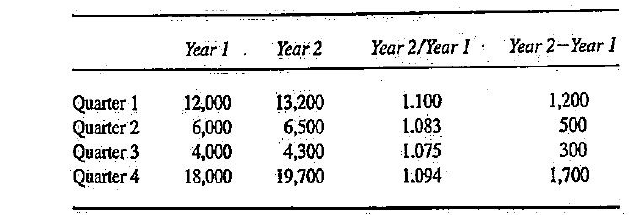 Year 1 Year 2 Year 2/Year 1 Year 2-Year 1
Quarter 1 12,000 13,200 1.100 1,200
Quarter 2 6,000 6,500 1.083 500
Quarter 3 4,000 4,300 1.075 300
Quarter 4 18,000 19,700 1.094 1,700